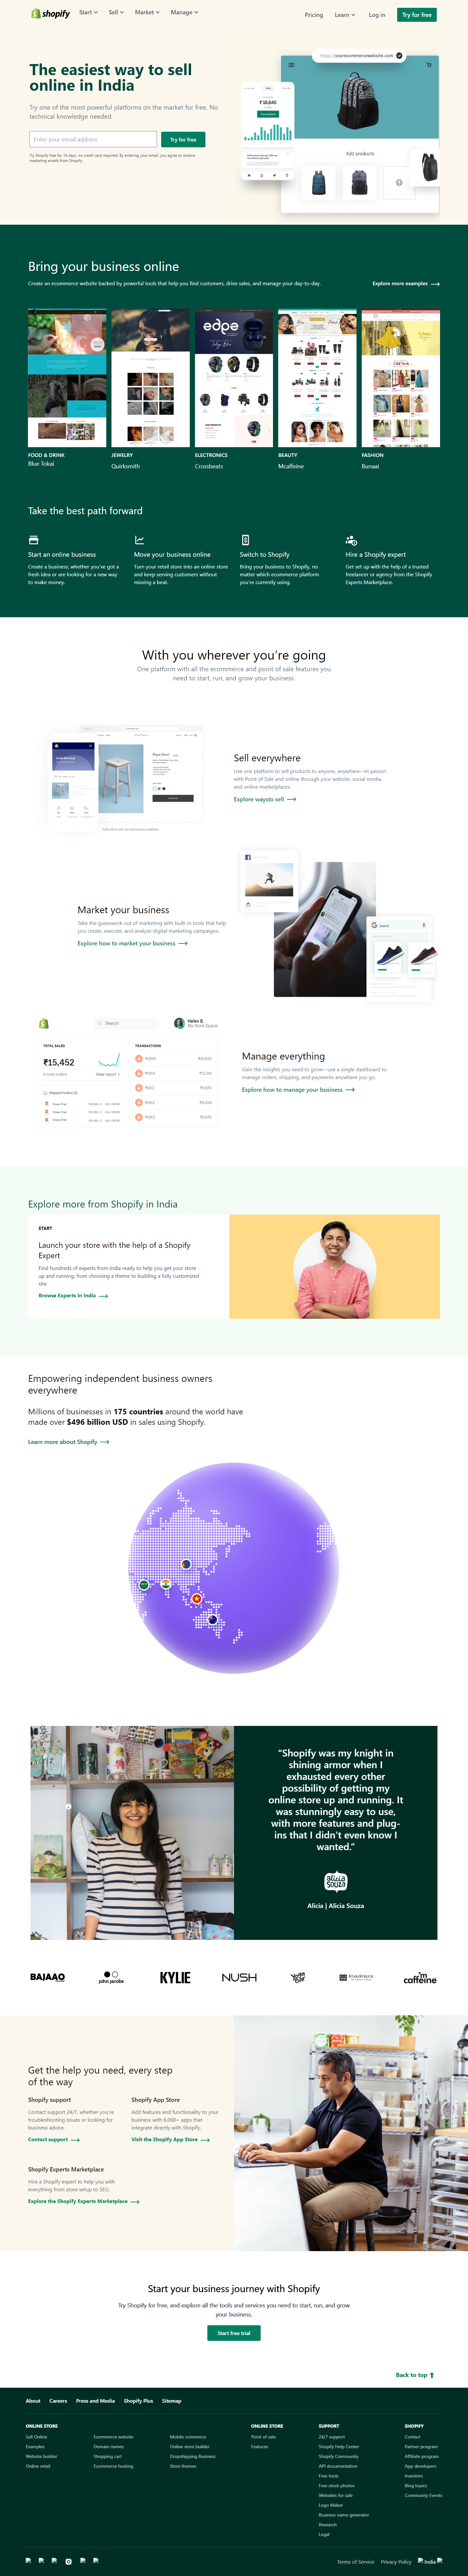 shopify
Start
Sell
Market
Manage
Pricing
Learn
Log in
Try for free
The easiest way to sell
online in India
Try one of the most powerful platforms on the market for free. No
technical knowledge needed.
Enter your email address
Try for free
Try Shopify free for 14 days, no credit card required. By entering your email, you agree to receive
marketing emails from Shopify.
https://yourecommercewebsite.com
₹ 18,645
Add products
Bring your business online
Create an ecommerce website backed by powerful tools that help you find customers, drive sales, and manage your day-to-day.
Explore more examples
edge
FOOD & DRINK
Blue Tokai
JEWELRY
Quirksmith
ELECTRONICS
Crossbeats
BEAUTY
Mcaffeine
FASHION
Bunaai
Take the best path forward
Start an online business
Create a business, whether you've got a
fresh idea or are looking for a new way
to make money.
Move your business online
Turn your retail store into an online store
and keep serving customers without
missing a beat.
Switch to Shopify
Bring your business to Shopify, no
matter which ecommerce platform
you're currently using.
Hire a Shopify expert
Get set up with the help of a trusted
freelancer or agency from the Shopify
Experts Marketplace.
With you wherever you're going
One platform with all the ecommerce and point of sale features you
need to start, run, and grow your business.
Sell online with an ecommerce website
Sell everywhere
Use one platform to sell products to anyone, anywhere—in person
with Point of Sale and online through your website, social media,
and online marketplaces.
Explore waysto sell
Market your business
Take the guesswork out of marketing with built-in tools that help
you create, execute, and analyze digital marketing campaigns.
Explore how to market your business
Search
Search
Helen B.
My Work Space
TOTAL SALES
₹15,452
6 total orders
View report
Shipped Orders (3)
TRANSACTIONS
Manage everything
Gain the insights you need to grow—use a single dashboard to
manage orders, shipping, and payments anywhere you go.
Explore how to manage your business
Explore more from Shopify in India
START
Launch your store with the help of a Shopify
Expert
Find hundreds of experts from India ready to help you get your store
up and running, from choosing a theme to building a fully customized
site.
Browse Experts in India
Empowering independent business owners
everywhere
Millions of businesses in 175 countries around the world have
made over $496 billion USD in sales using Shopify.
Learn more about Shopify
"Shopify was my knight in
shining armor when I
exhausted every other
possibility of getting my
online store up and running. It
was stunningly easy to use,
with more features and plug-
ins that I didn't even know I
wanted."
alicia souza
Alicia | Alicia Souza
BAJAAO
john jacobs
KYLIE
NUSH
STAR STRUCK
I'm caffeine
Get the help you need, every step
of the way
Shopify support
Contact support 24/7, whether you're
troubleshooting issues or looking for
business advice.
Contact support
Shopify App Store
Add features and functionality to your
business with 6,000+ apps that
integrate directly with Shopify.
Visit the Shopify App Store
Shopify Experts Marketplace
Hire a Shopify expert to help you with
everything from store setup to SEO.
Explore the Shopify Experts Marketplace
Start your business journey with Shopify
Try Shopify for free, and explore all the tools and services you need to start, run, and grow
your business.
Start free trial
Back to top
About
Careers
Press and Media
Shopify Plus
Sitemap
ONLINE STORE
Sell Online
Examples
Website builder
Online retail
Ecommerce website
Domain names
Shopping cart
Ecommerce hosting
Mobile commerce
Online store builder
Dropshipping Business
Store themes
ONLINE STORE
Point of sale
Features
SUPPORT
24/7 support
Shopify Help Center
Shopify Community
API documentation
Free tools
Free stock photos
Websites for sale
Logo Maker
Business name generator
Research
Legal
SHOPIFY
Contact
Partner program
Affiliate program
App developers
Investors
Blog topics
Community Events
Terms of Service
Privacy Policy
India